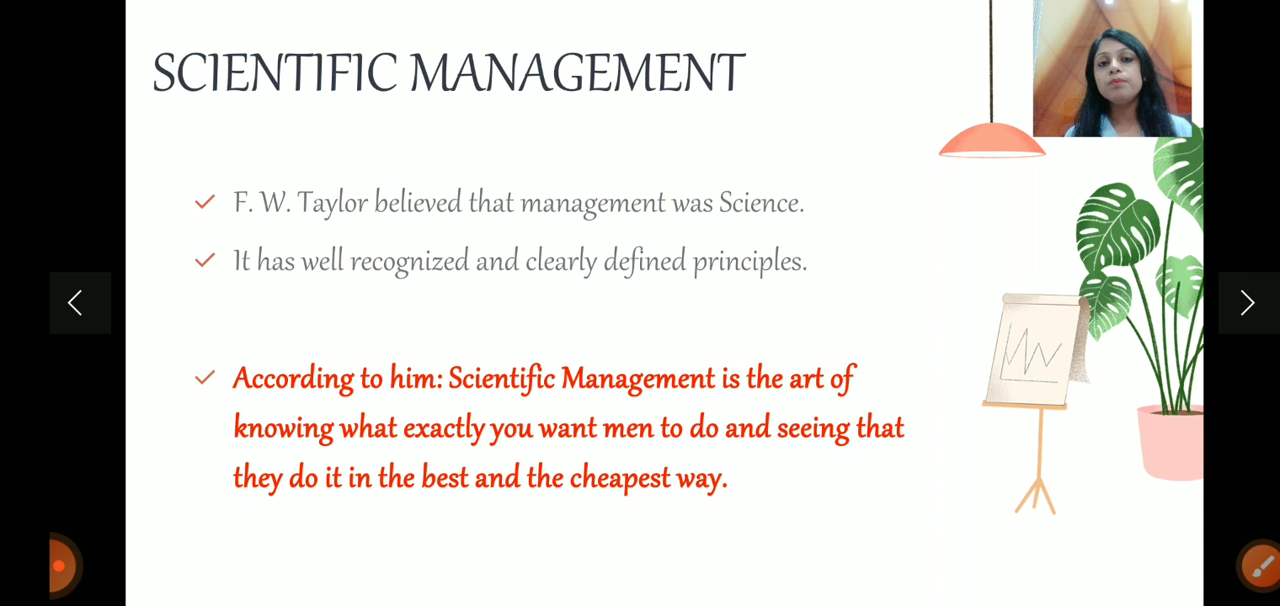 SCIENTIFIC MANAGEMENT
F. W. Taylor believed that management was Science.
It has well recognized and clearly defined principles.
According to him: Scientific Management is the art of
knowing what exactly you want men to do and seeing that
they do it in the best and the cheapest way.